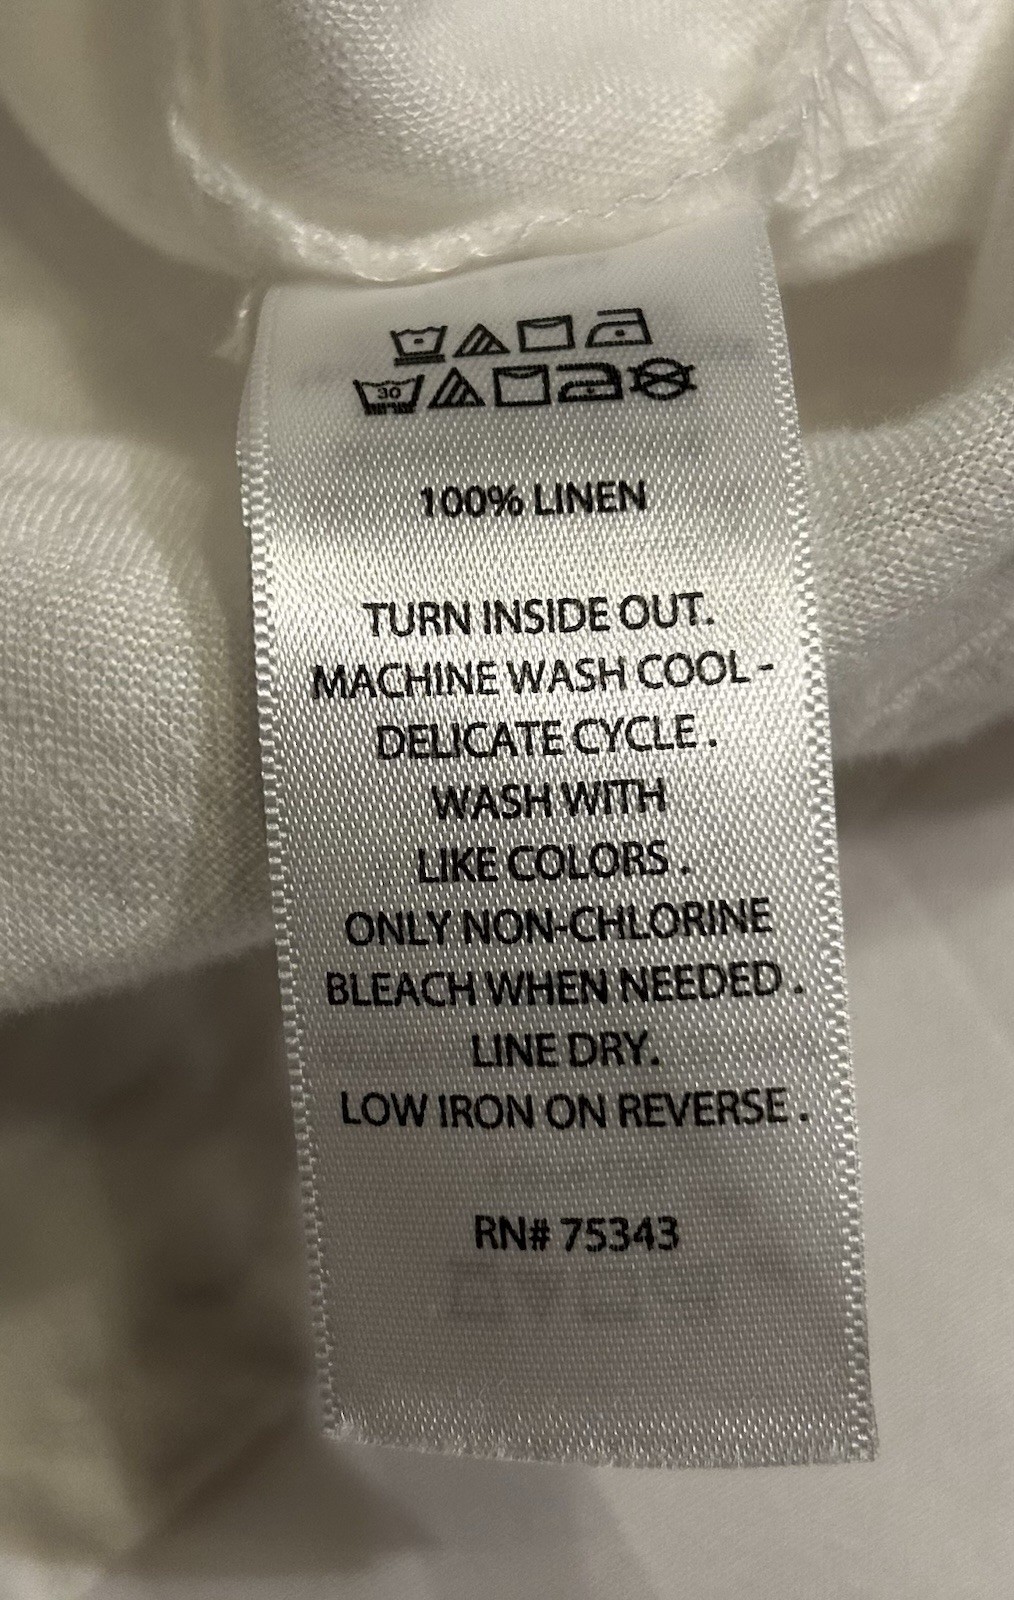 30
100% LINEN
TURN INSIDE OUT.
MACHINE WASH COOL -
DELICATE CYCLE.
WASH WITH
LIKE COLORS.
ONLY NON-CHLORINE
BLEACH WHEN NEEDED.
LINE DRY.
LOW IRON ON REVERSE.
RN# 75343